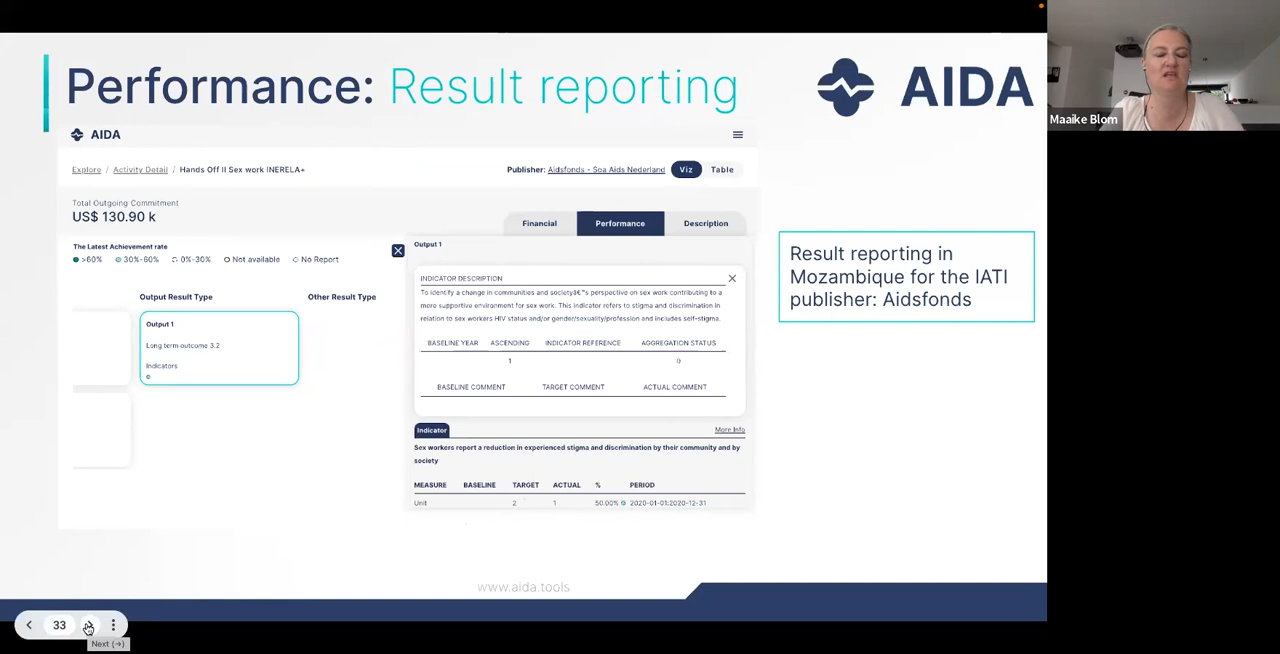 Performance: Result reporting
AIDA
Maaike Blom
AIDA
Explore / Activity Detail / Hands Off II Sex work INERELA+
Publisher: Aidsfonds - Soa Aids Nederland
Viz
Table
Total Outgoing Commitment
US$ 130.90 k
Financial
Performance
Description
The Latest Achievement rate
>60%
30%-60%
0%-30%
Not available
No Report
Output Result Type
Other Result Type
Output 1
Long term outcome 3.2
Indicators
Output 1
INDICATOR DESCRIPTION
To identify a change in communities and societyâ€™s perspective on sex work contributing to a
more supportive environment for sex work. This indicator refers to stigma and discrimination in
relation to sex workers HIV status and/or gender/sexuality/profession and includes self-stigma.
BASELINE YEAR ASCENDING INDICATOR REFERENCE AGGREGATION STATUS
1 0
BASELINE COMMENT TARGET COMMENT ACTUAL COMMENT
Indicator
More Info
Sex workers report a reduction in experienced stigma and discrimination by their community and by
society
MEASURE BASELINE TARGET ACTUAL % PERIOD
Unit 2 1 50.00% 2020-01-01:2020-12-31
Result reporting in
Mozambique for the IATI
publisher: Aidsfonds
www.aida.tools
33
Next (→)